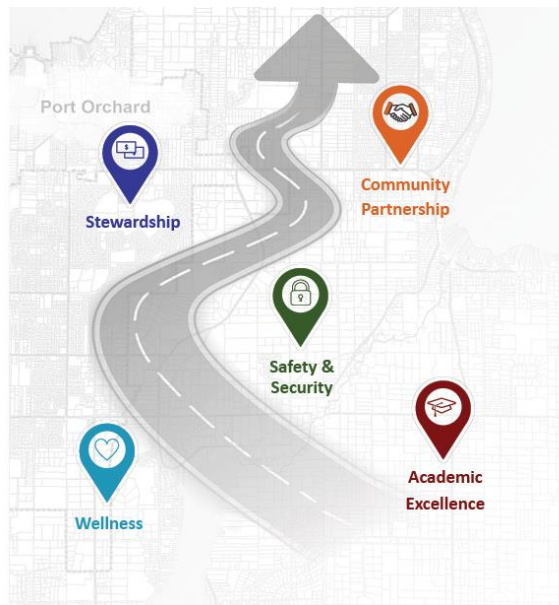 Port Orchard
Stewardship
Community
Partnership
Safety &
Security
Academic
Excellence
Wellness
$